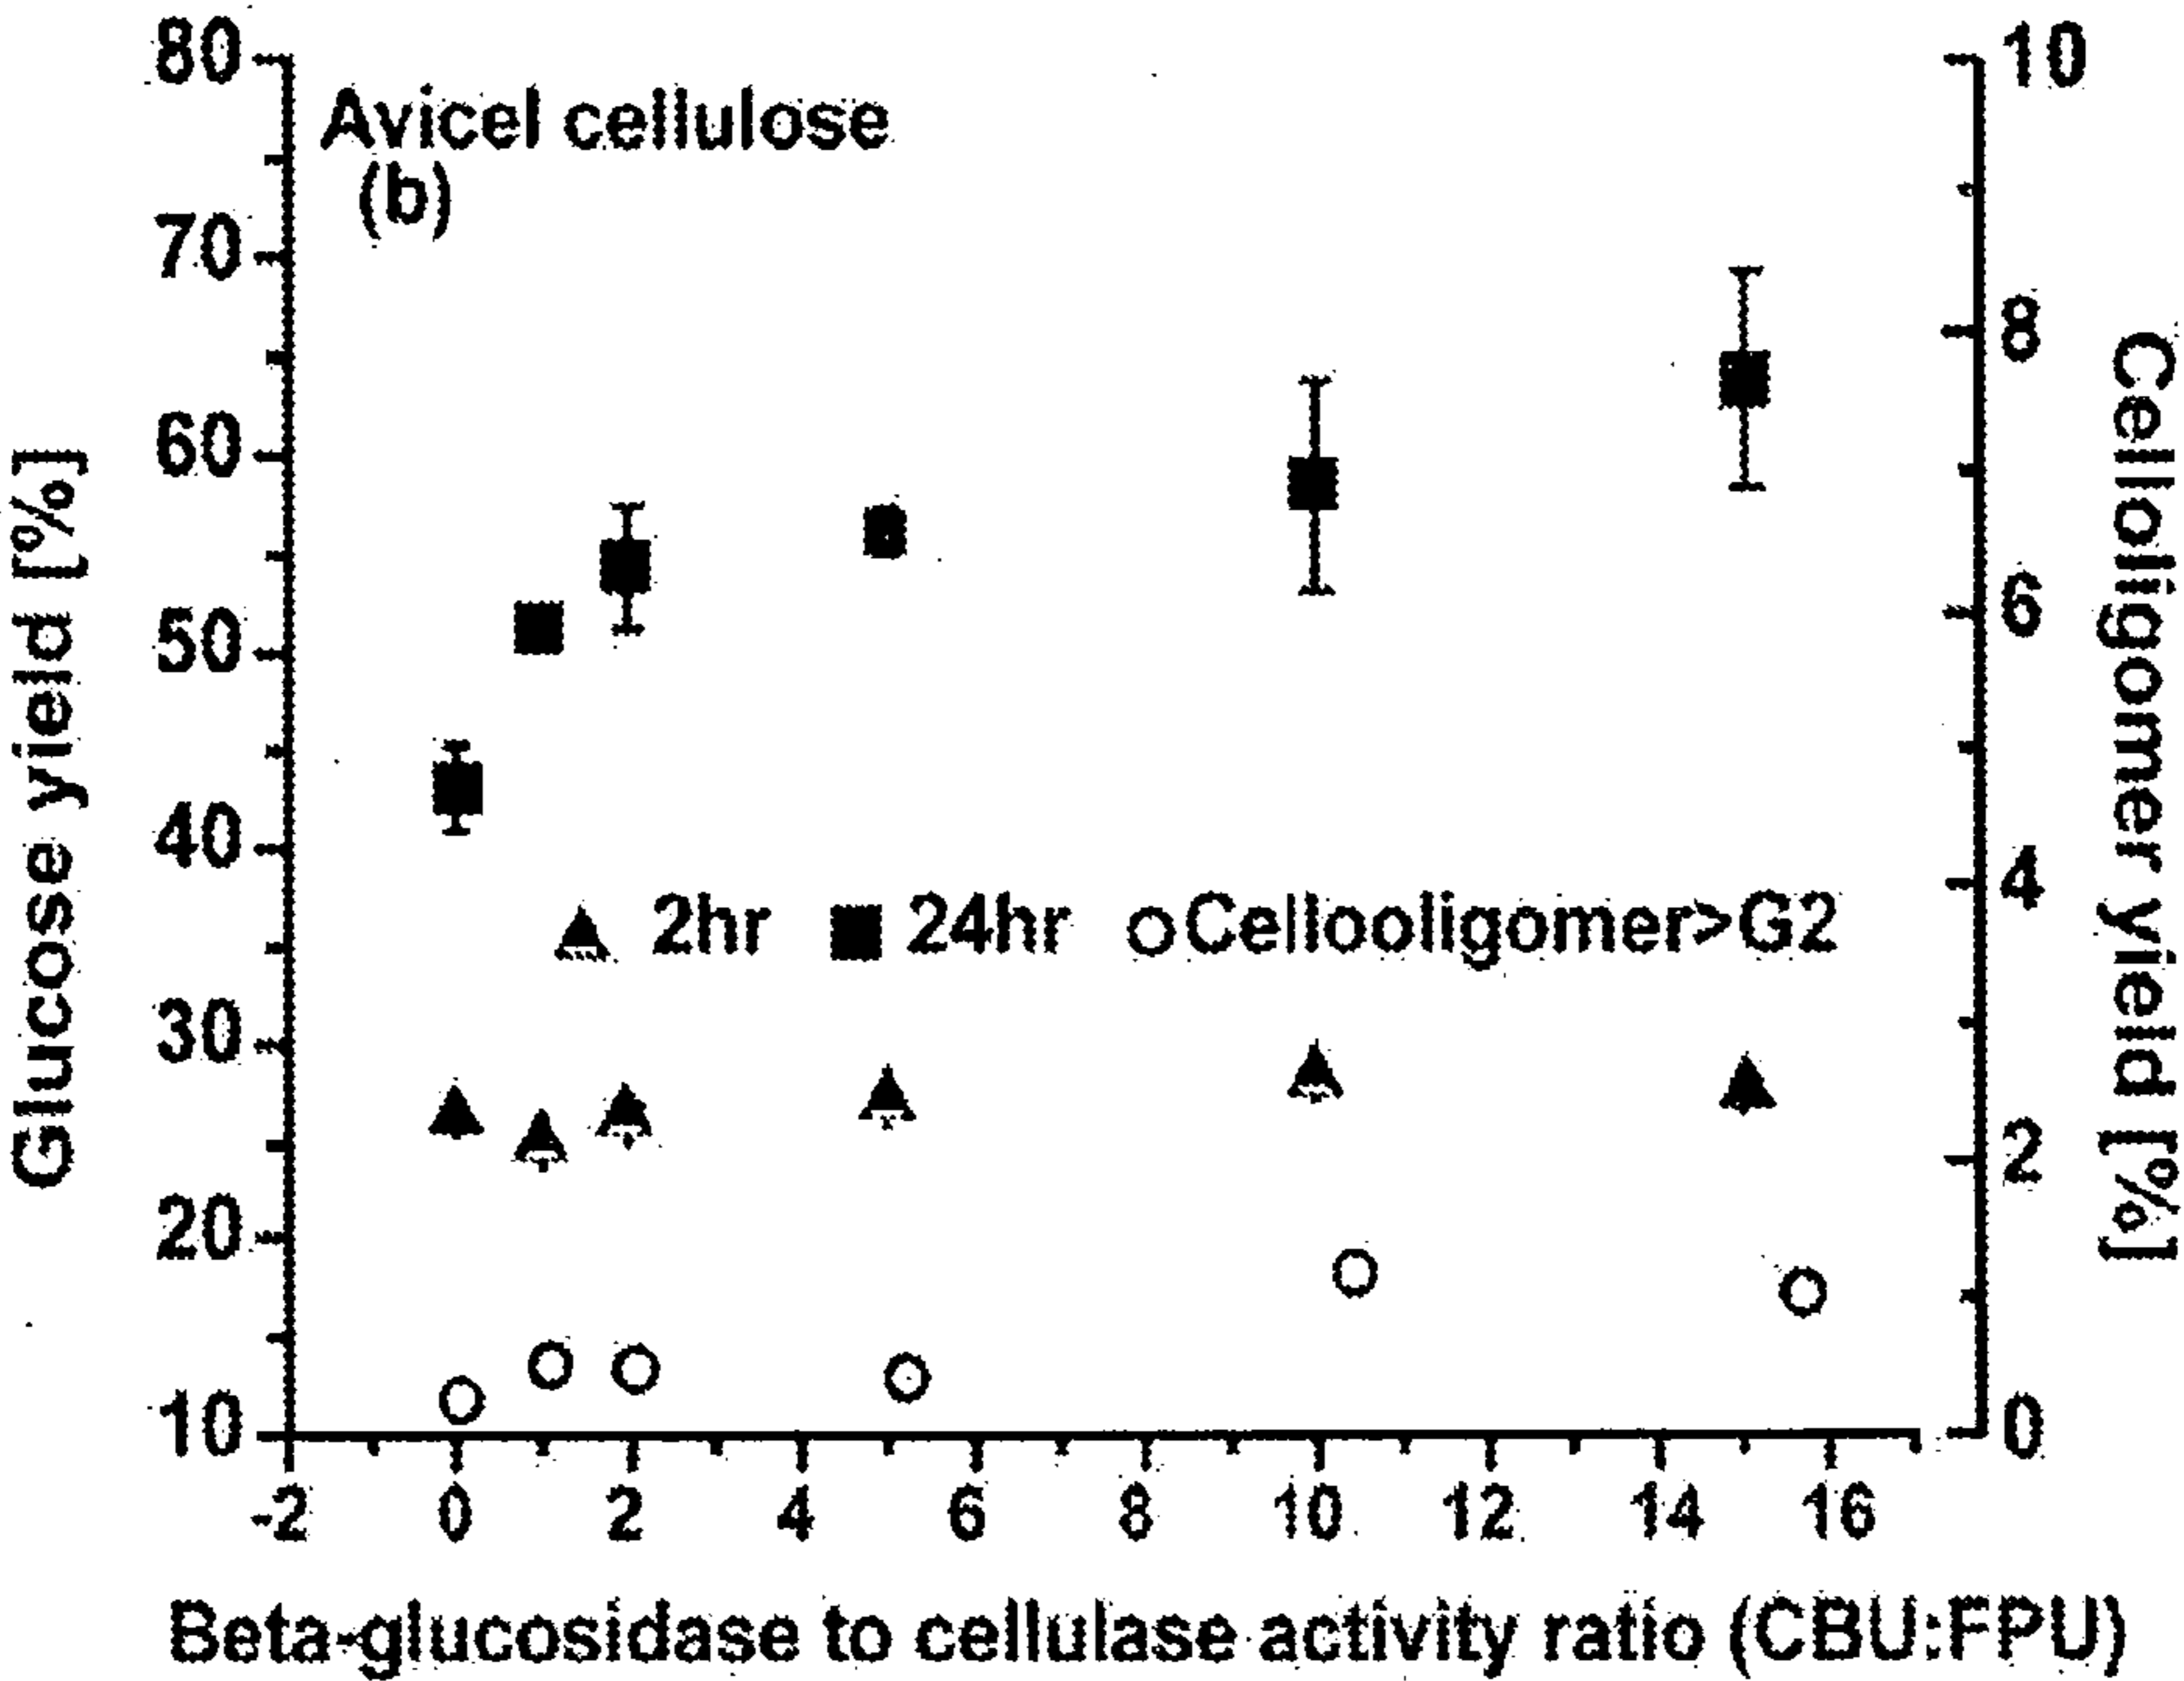 Avicel cellulose
(b)
80
70
60
50
40
30
20
10
Glucose yield [%]
2hr 24hr Cellooligomer>G2
10
8
6
4
2
0
Celloligomer yield [%]
-2 0 2 4 6 8 10 12 14 16
Beta-glucosidase to cellulase activity ratio (CBU:FPU)